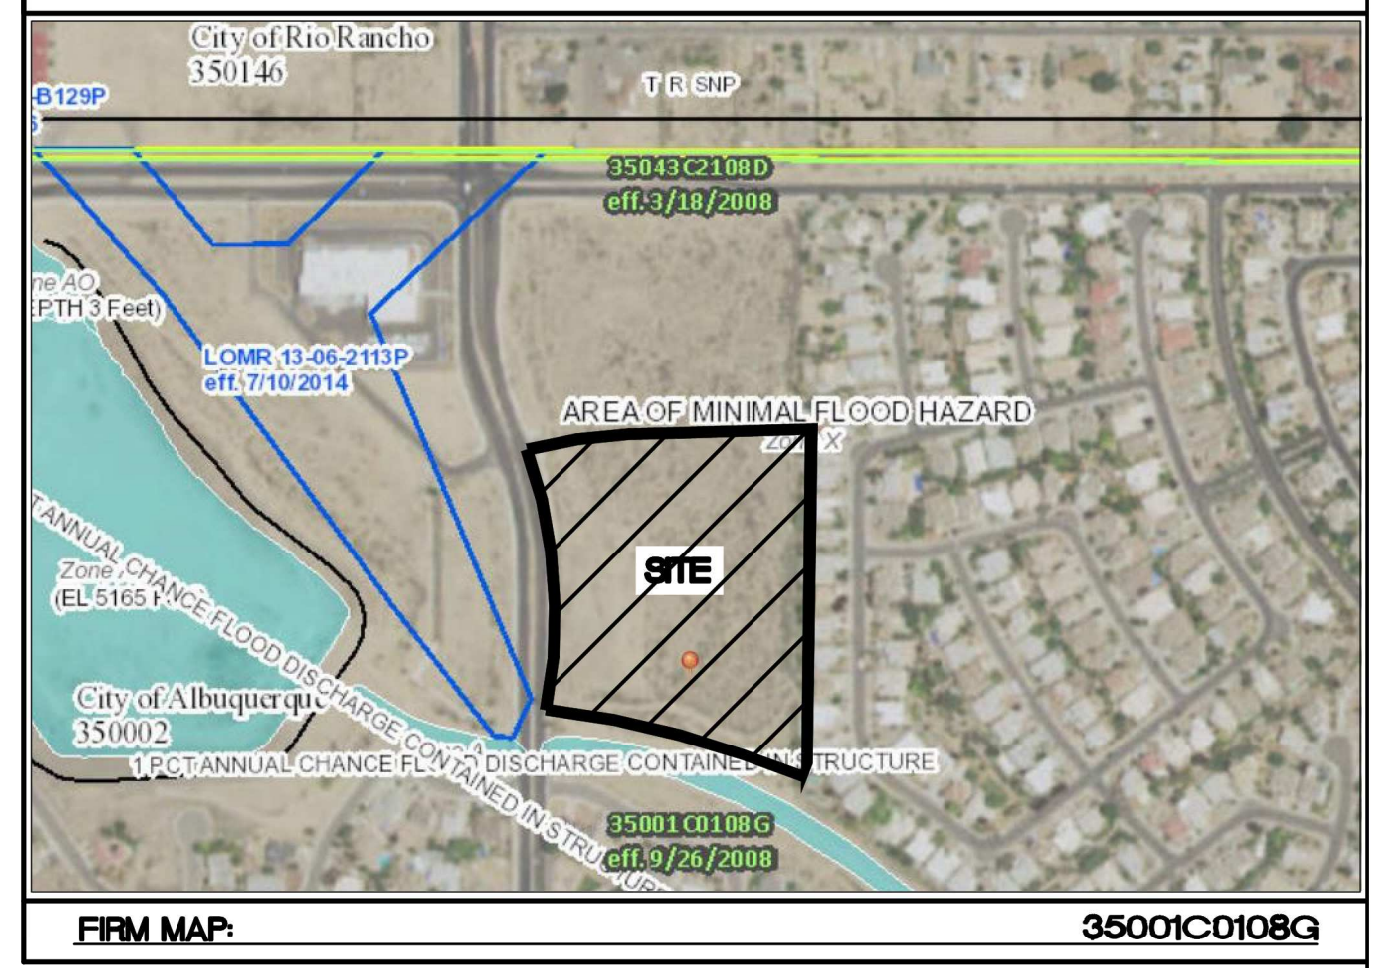 City of Rio Rancho
350146
T R SNP
-B129P
35043C2108D
eff. 3/18/2008
ne AO
EPTH 3 Feet)
LOMR 13-06-2113P
eff. 7/10/2014
AREA OF MINIMAL FLOOD HAZARD
X
T ANNUAL CHANCE FLOOD DISCHARGE CONTAINED IN STRUCTURE
Zone
(EL 5165
SITE
City of Albuquerque
350002
1 PCT ANNUAL CHANCE FLOOD DISCHARGE CONTAINED IN STRUCTURE
35001C0108G
eff. 9/26/2008
FIRM MAP:
35001C0108G